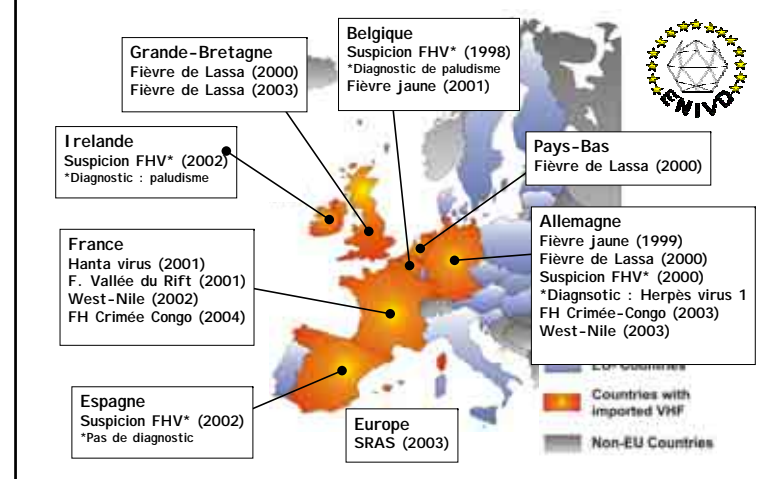 Grande-Bretagne
Fièvre de Lassa (2000)
Fièvre de Lassa (2003)
Belgique
Suspicion FHV* (1998)
*Diagnostic de paludisme
Fièvre jaune (2001)
ENIVD
Irelande
Suspicion FHV* (2002)
*Diagnostic : paludisme
Pays-Bas
Fièvre de Lassa (2000)
France
Hanta virus (2001)
F. Vallée du Rift (2001)
West-Nile (2002)
FH Crimée Congo (2004)
Allemagne
Fièvre jaune (1999)
Fièvre de Lassa (2000)
Suspicion FHV* (2000)
*Diagnsotic : Herpès virus 1
FH Crimée-Congo (2003)
West-Nile (2003)
Espagne
Suspicion FHV* (2002)
*Pas de diagnostic
Europe
SRAS (2003)
EU- Countries
Countries with
imported VHF
Non-EU Countries